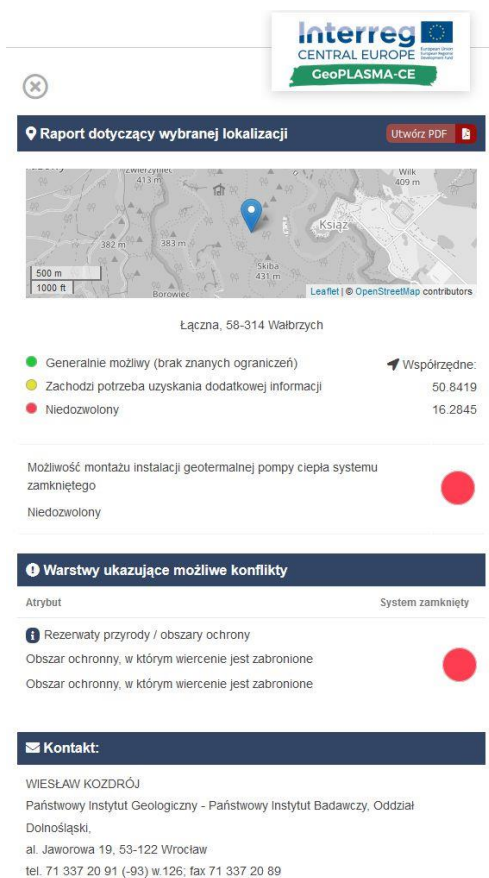 Interreg
CENTRAL EUROPE
European Union
European Regional
Development Fund
GeoPLASMA-CE
Raport dotyczący wybranej lokalizacji
Utwórz PDF
Zwierzyniec
413 m
Wilk
409 m
Książ
382 m
383 m
Skiba
431 m
500 m
1000 ft
Borowiec
Leaflet | © OpenStreetMap contributors
Łączna, 58-314 Wałbrzych
Generalnie możliwy (brak znanych ograniczeń)
Zachodzi potrzeba uzyskania dodatkowej informacji
Niedozwolony
Współrzędne:
50.8419
16.2845
Możliwość montażu instalacji geotermalnej pompy ciepła systemu
zamkniętego
Niedozwolony
Warstwy ukazujące możliwe konflikty
Atrybut System zamknięty
Rezerwaty przyrody / obszary ochrony
Obszar ochronny, w którym wiercenie jest zabronione
Obszar ochronny, w którym wiercenie jest zabronione
Kontakt:
WIESŁAW KOZDRÓJ
Państwowy Instytut Geologiczny - Państwowy Instytut Badawczy, Oddział
Dolnośląski,
al. Jaworowa 19, 53-122 Wrocław
tel. 71 337 20 91 (-93) w.126; fax 71 337 20 89